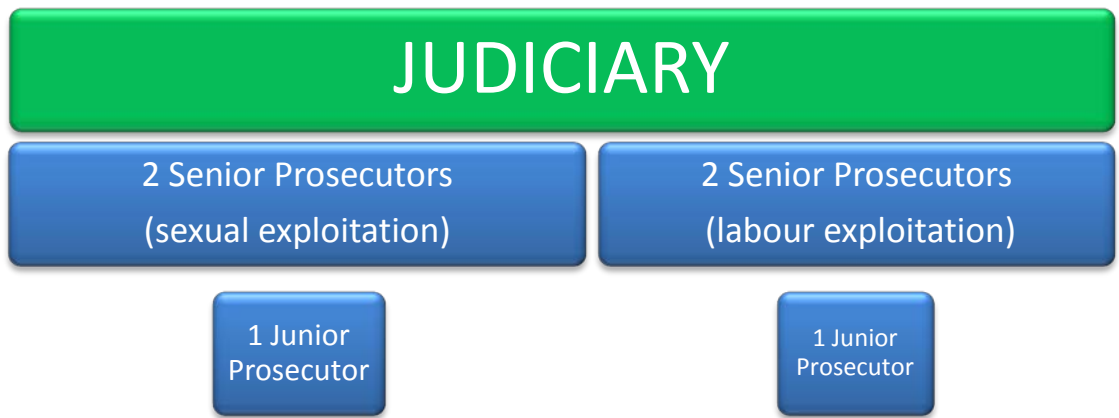 JUDICIARY
2 Senior Prosecutors
(sexual exploitation)
2 Senior Prosecutors
(labour exploitation)
1 Junior
Prosecutor
1 Junior
Prosecutor